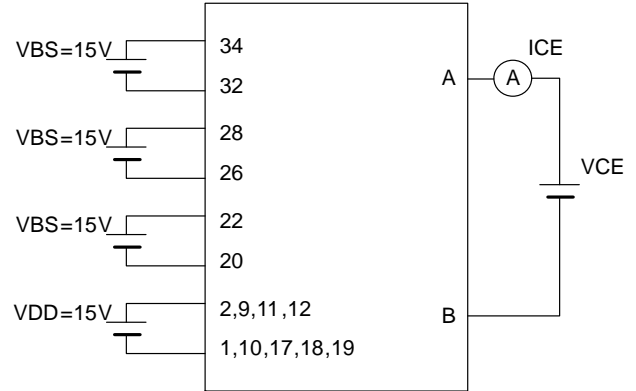 VBS=15V
34
32
VBS=15V
28
26
VBS=15V
22
20
VDD=15V
2,9,11,12
1,10,17,18,19
A
ICE
A
VCE
B